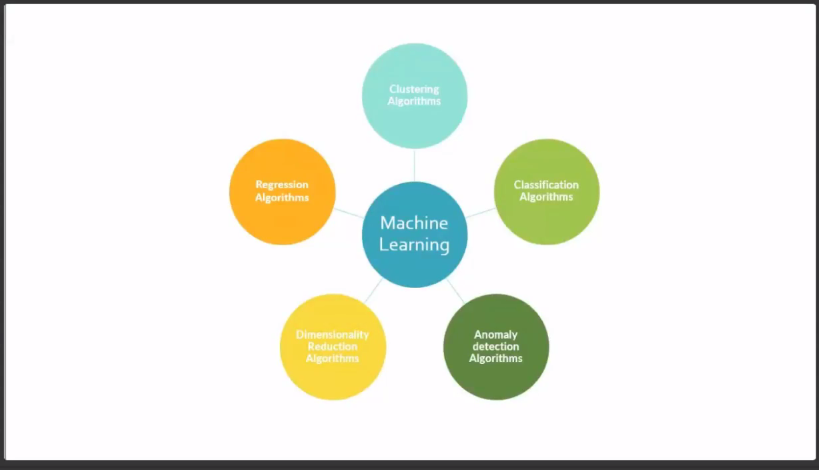 Clustering
Algorithms
Regression
Algorithms
Classification
Algorithms
Machine
Learning
Dimensionality
Reduction
Algorithms
Anomaly
detection
Algorithms